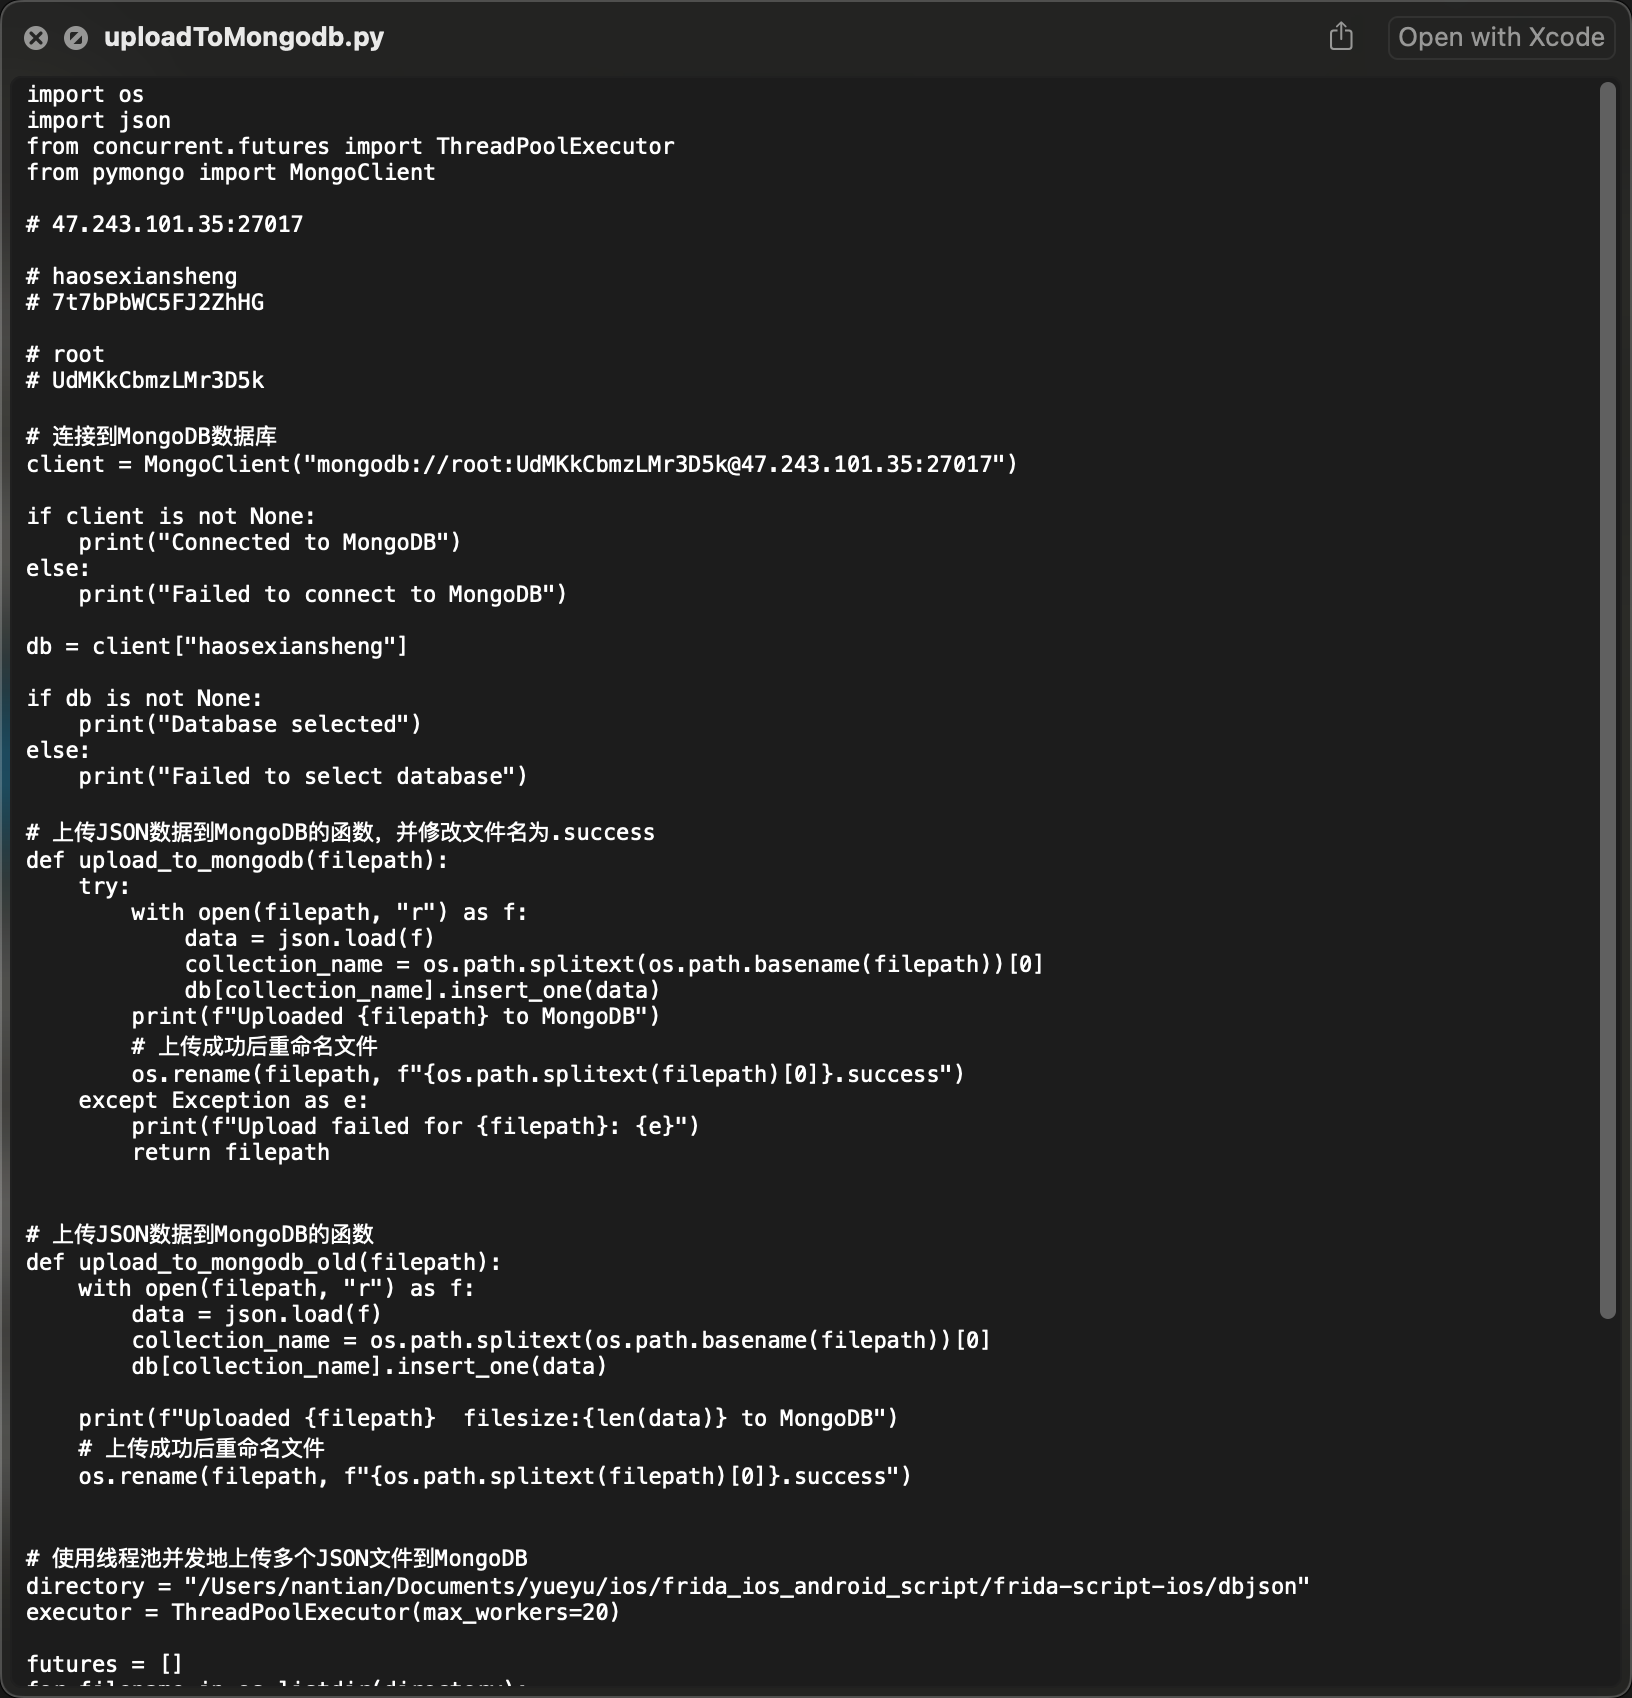 uploadToMongodb.py
Open with Xcode
import os
import json
from concurrent.futures import ThreadPoolExecutor
from pymongo import MongoClient
# 47.243.101.35:27017
# haosexiansheng
# 7t7bPbWC5FJ2ZhHG
# root
# UdMKkCbmzLMr3D5k
# 连接到MongoDB数据库
client = MongoClient("mongodb://root:UdMKkCbmzLMr3D5k@47.243.101.35:27017")
if client is not None:
    print("Connected to MongoDB")
else:
    print("Failed to connect to MongoDB")
db = client["haosexiansheng"]
if db is not None:
    print("Database selected")
else:
    print("Failed to select database")
# 上传JSON数据到MongoDB的函数，并修改文件名为.success
def upload_to_mongodb(filepath):
    try:
        with open(filepath, "r") as f:
            data = json.load(f)
            collection_name = os.path.splitext(os.path.basename(filepath))[0]
            db[collection_name].insert_one(data)
        print(f"Uploaded {filepath} to MongoDB")
        # 上传成功后重命名文件
        os.rename(filepath, f"{os.path.splitext(filepath)[0]}.success")
    except Exception as e:
        print(f"Upload failed for {filepath}: {e}")
        return filepath
# 上传JSON数据到MongoDB的函数
def upload_to_mongodb_old(filepath):
    with open(filepath, "r") as f:
        data = json.load(f)
        collection_name = os.path.splitext(os.path.basename(filepath))[0]
        db[collection_name].insert_one(data)
    print(f"Uploaded {filepath}  filesize:{len(data)} to MongoDB")
    # 上传成功后重命名文件
    os.rename(filepath, f"{os.path.splitext(filepath)[0]}.success")
# 使用线程池并发地上传多个JSON文件到MongoDB
directory = "/Users/nantian/Documents/yueyu/ios/frida_ios_android_script/frida-script-ios/dbjson"
executor = ThreadPoolExecutor(max_workers=20)
futures = []
for filename in os.listdir(directory):